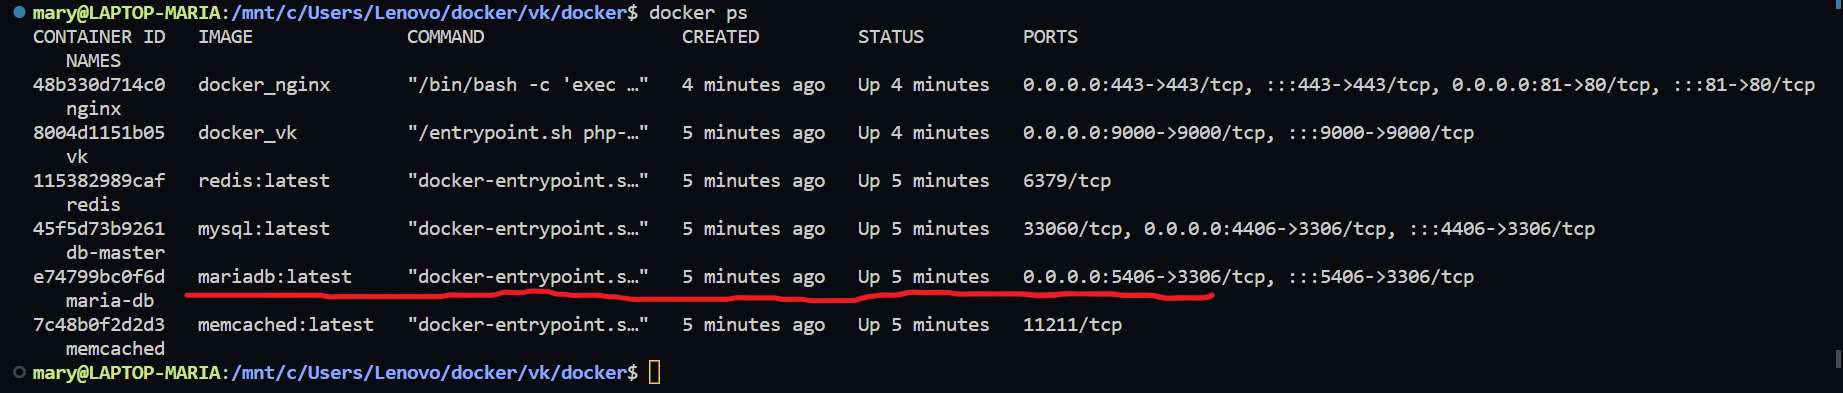 mary@LAPTOP-MARIA:/mnt/c/Users/Lenovo/docker/vk/docker$ docker ps
CONTAINER ID   IMAGE              COMMAND                  CREATED         STATUS         PORTS
   NAMES
48b330d714c0   docker_nginx       "/bin/bash -c 'exec …"   4 minutes ago   Up 4 minutes   0.0.0.0:443->443/tcp, :::443->443/tcp, 0.0.0.0:81->80/tcp, :::81->80/tcp
   nginx
8004d1151b05   docker_vk          "/entrypoint.sh php-…"   5 minutes ago   Up 4 minutes   0.0.0.0:9000->9000/tcp, :::9000->9000/tcp
   vk
115382989caf   redis:latest       "docker-entrypoint.s…"   5 minutes ago   Up 5 minutes   6379/tcp
   redis
45f5d73b9261   mysql:latest       "docker-entrypoint.s…"   5 minutes ago   Up 5 minutes   33060/tcp, 0.0.0.0:4406->3306/tcp, :::4406->3306/tcp
   db-master
e74799bc0f6d   mariadb:latest     "docker-entrypoint.s…"   5 minutes ago   Up 5 minutes   0.0.0.0:5406->3306/tcp, :::5406->3306/tcp
   maria-db
7c48b0f2d2d3   memcached:latest   "docker-entrypoint.s…"   5 minutes ago   Up 5 minutes   11211/tcp
   memcached
mary@LAPTOP-MARIA:/mnt/c/Users/Lenovo/docker/vk/docker$